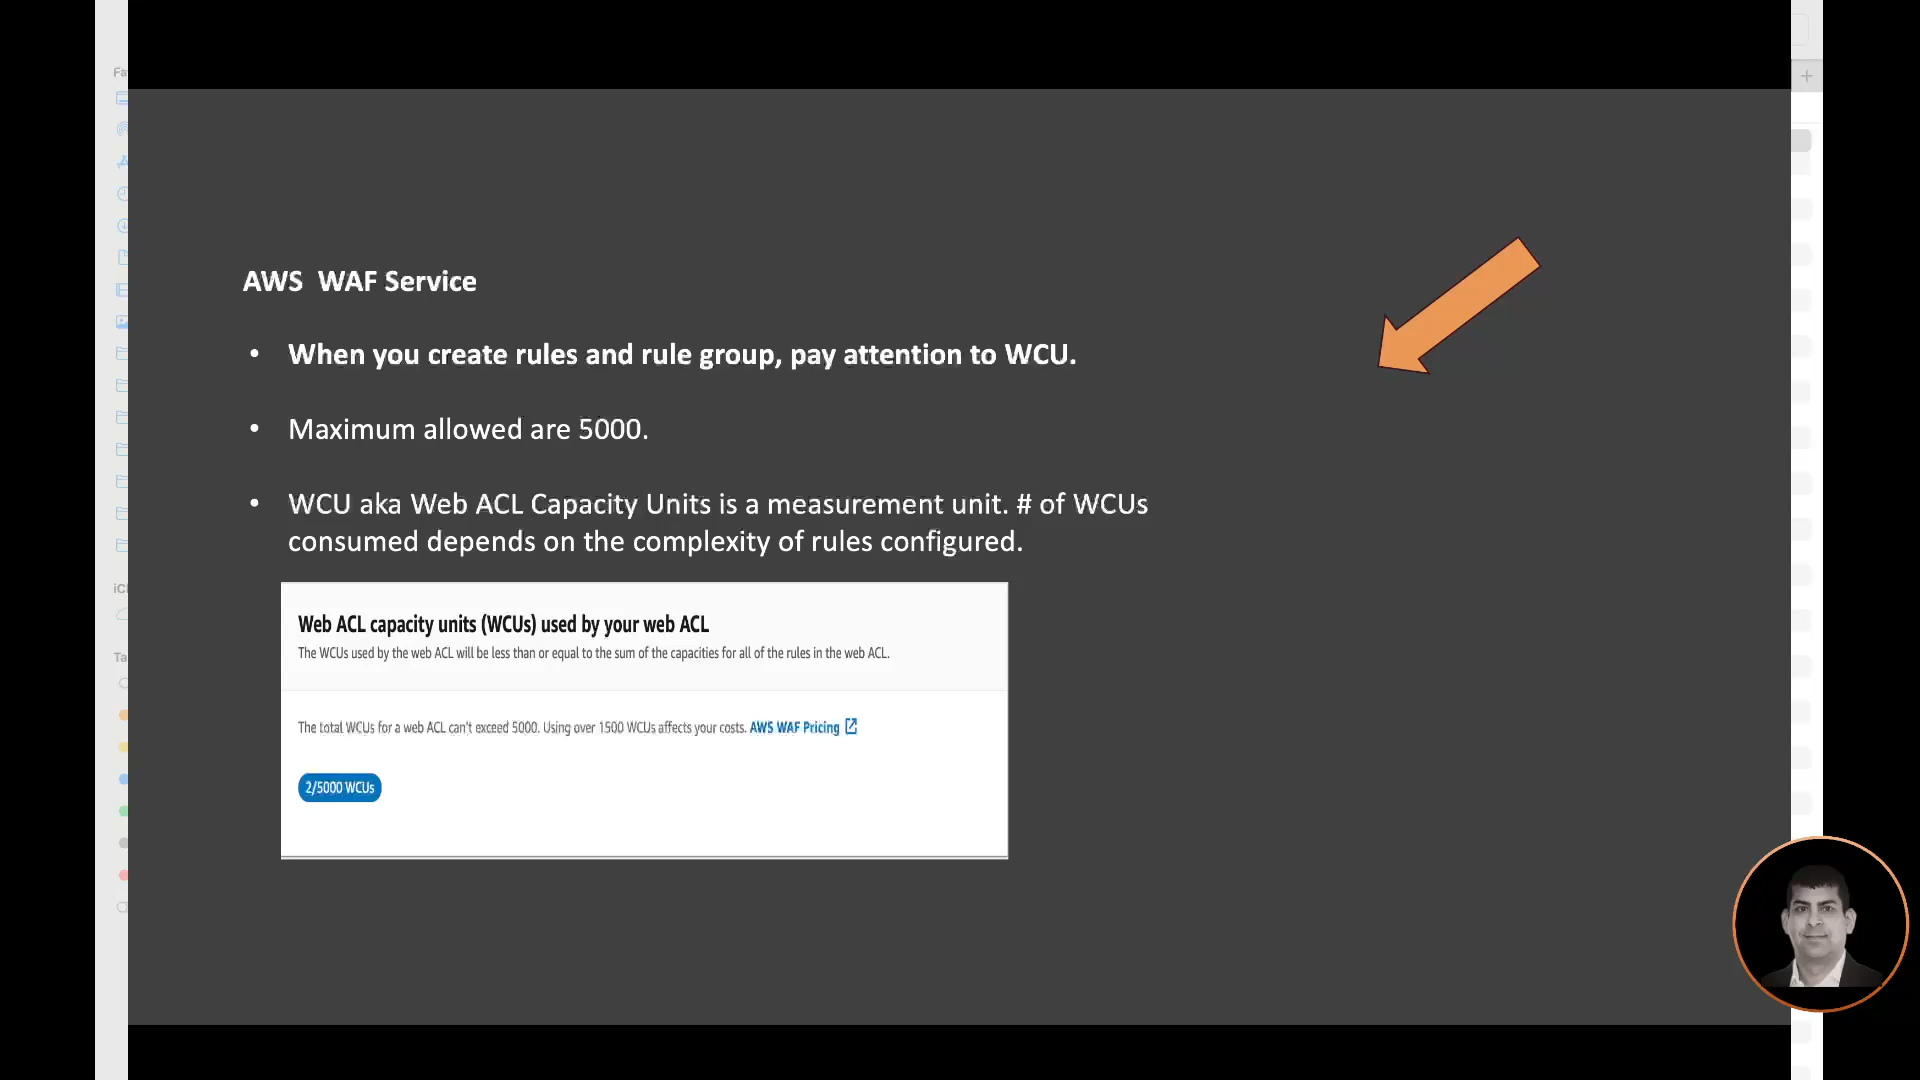 Fa
AWS  WAF Service
• When you create rules and rule group, pay attention to WCU.
• Maximum allowed are 5000.
• WCU aka Web ACL Capacity Units is a measurement unit. # of WCUs
consumed depends on the complexity of rules configured.
iCl
Web ACL capacity units (WCUs) used by your web ACL
The WCUs used by the web ACL will be less than or equal to the sum of the capacities for all of the rules in the web ACL.
Ta
The total WCUs for a web ACL can't exceed 5000. Using over 1500 WCUs affects your costs. AWS WAF Pricing
2/5000 WCUs